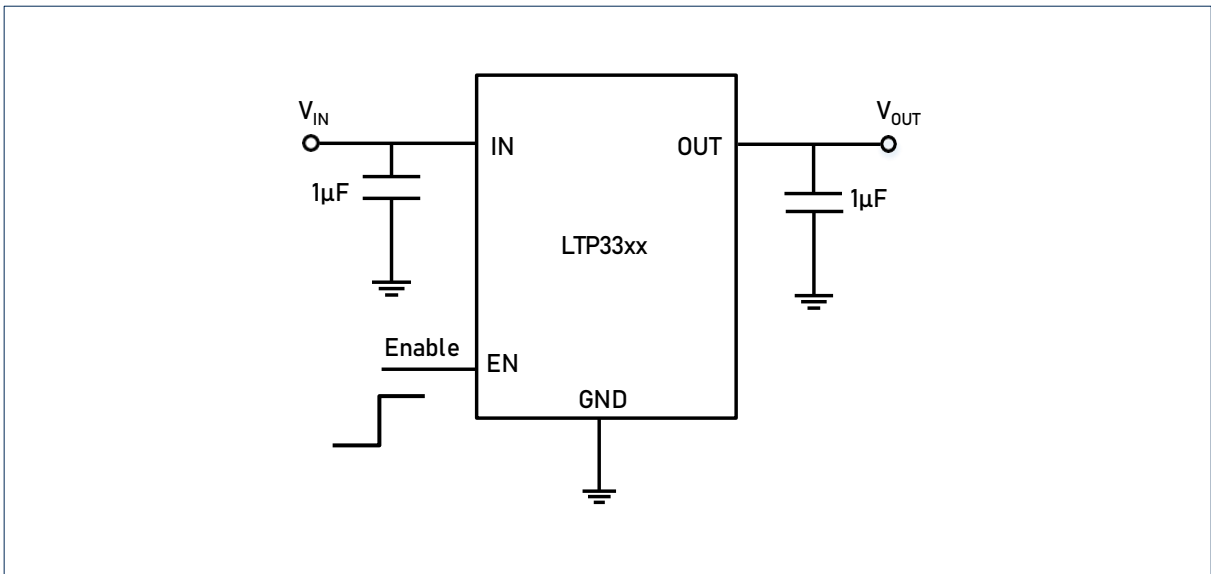 V_IN
V_OUT
IN
OUT
1µF
1µF
LTP33xx
Enable
EN
GND